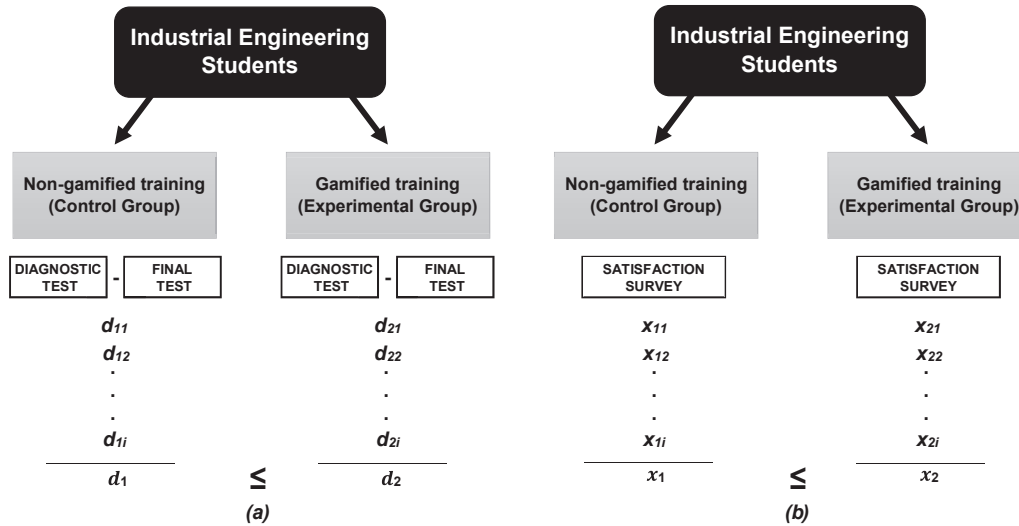 Industrial Engineering
Students
Non-gamified training
(Control Group)
Gamified training
(Experimental Group)
DIAGNOSTIC
TEST
-
FINAL
TEST
DIAGNOSTIC
TEST
-
FINAL
TEST
d11
d21
d12
d22
.
.
.
.
.
.
d1i
d2i
d1
≤
d2
(a)
Industrial Engineering
Students
Non-gamified training
(Control Group)
Gamified training
(Experimental Group)
SATISFACTION
SURVEY
SATISFACTION
SURVEY
x11
x21
x12
x22
.
.
.
.
.
.
x1i
x2i
x1
≤
x2
(b)